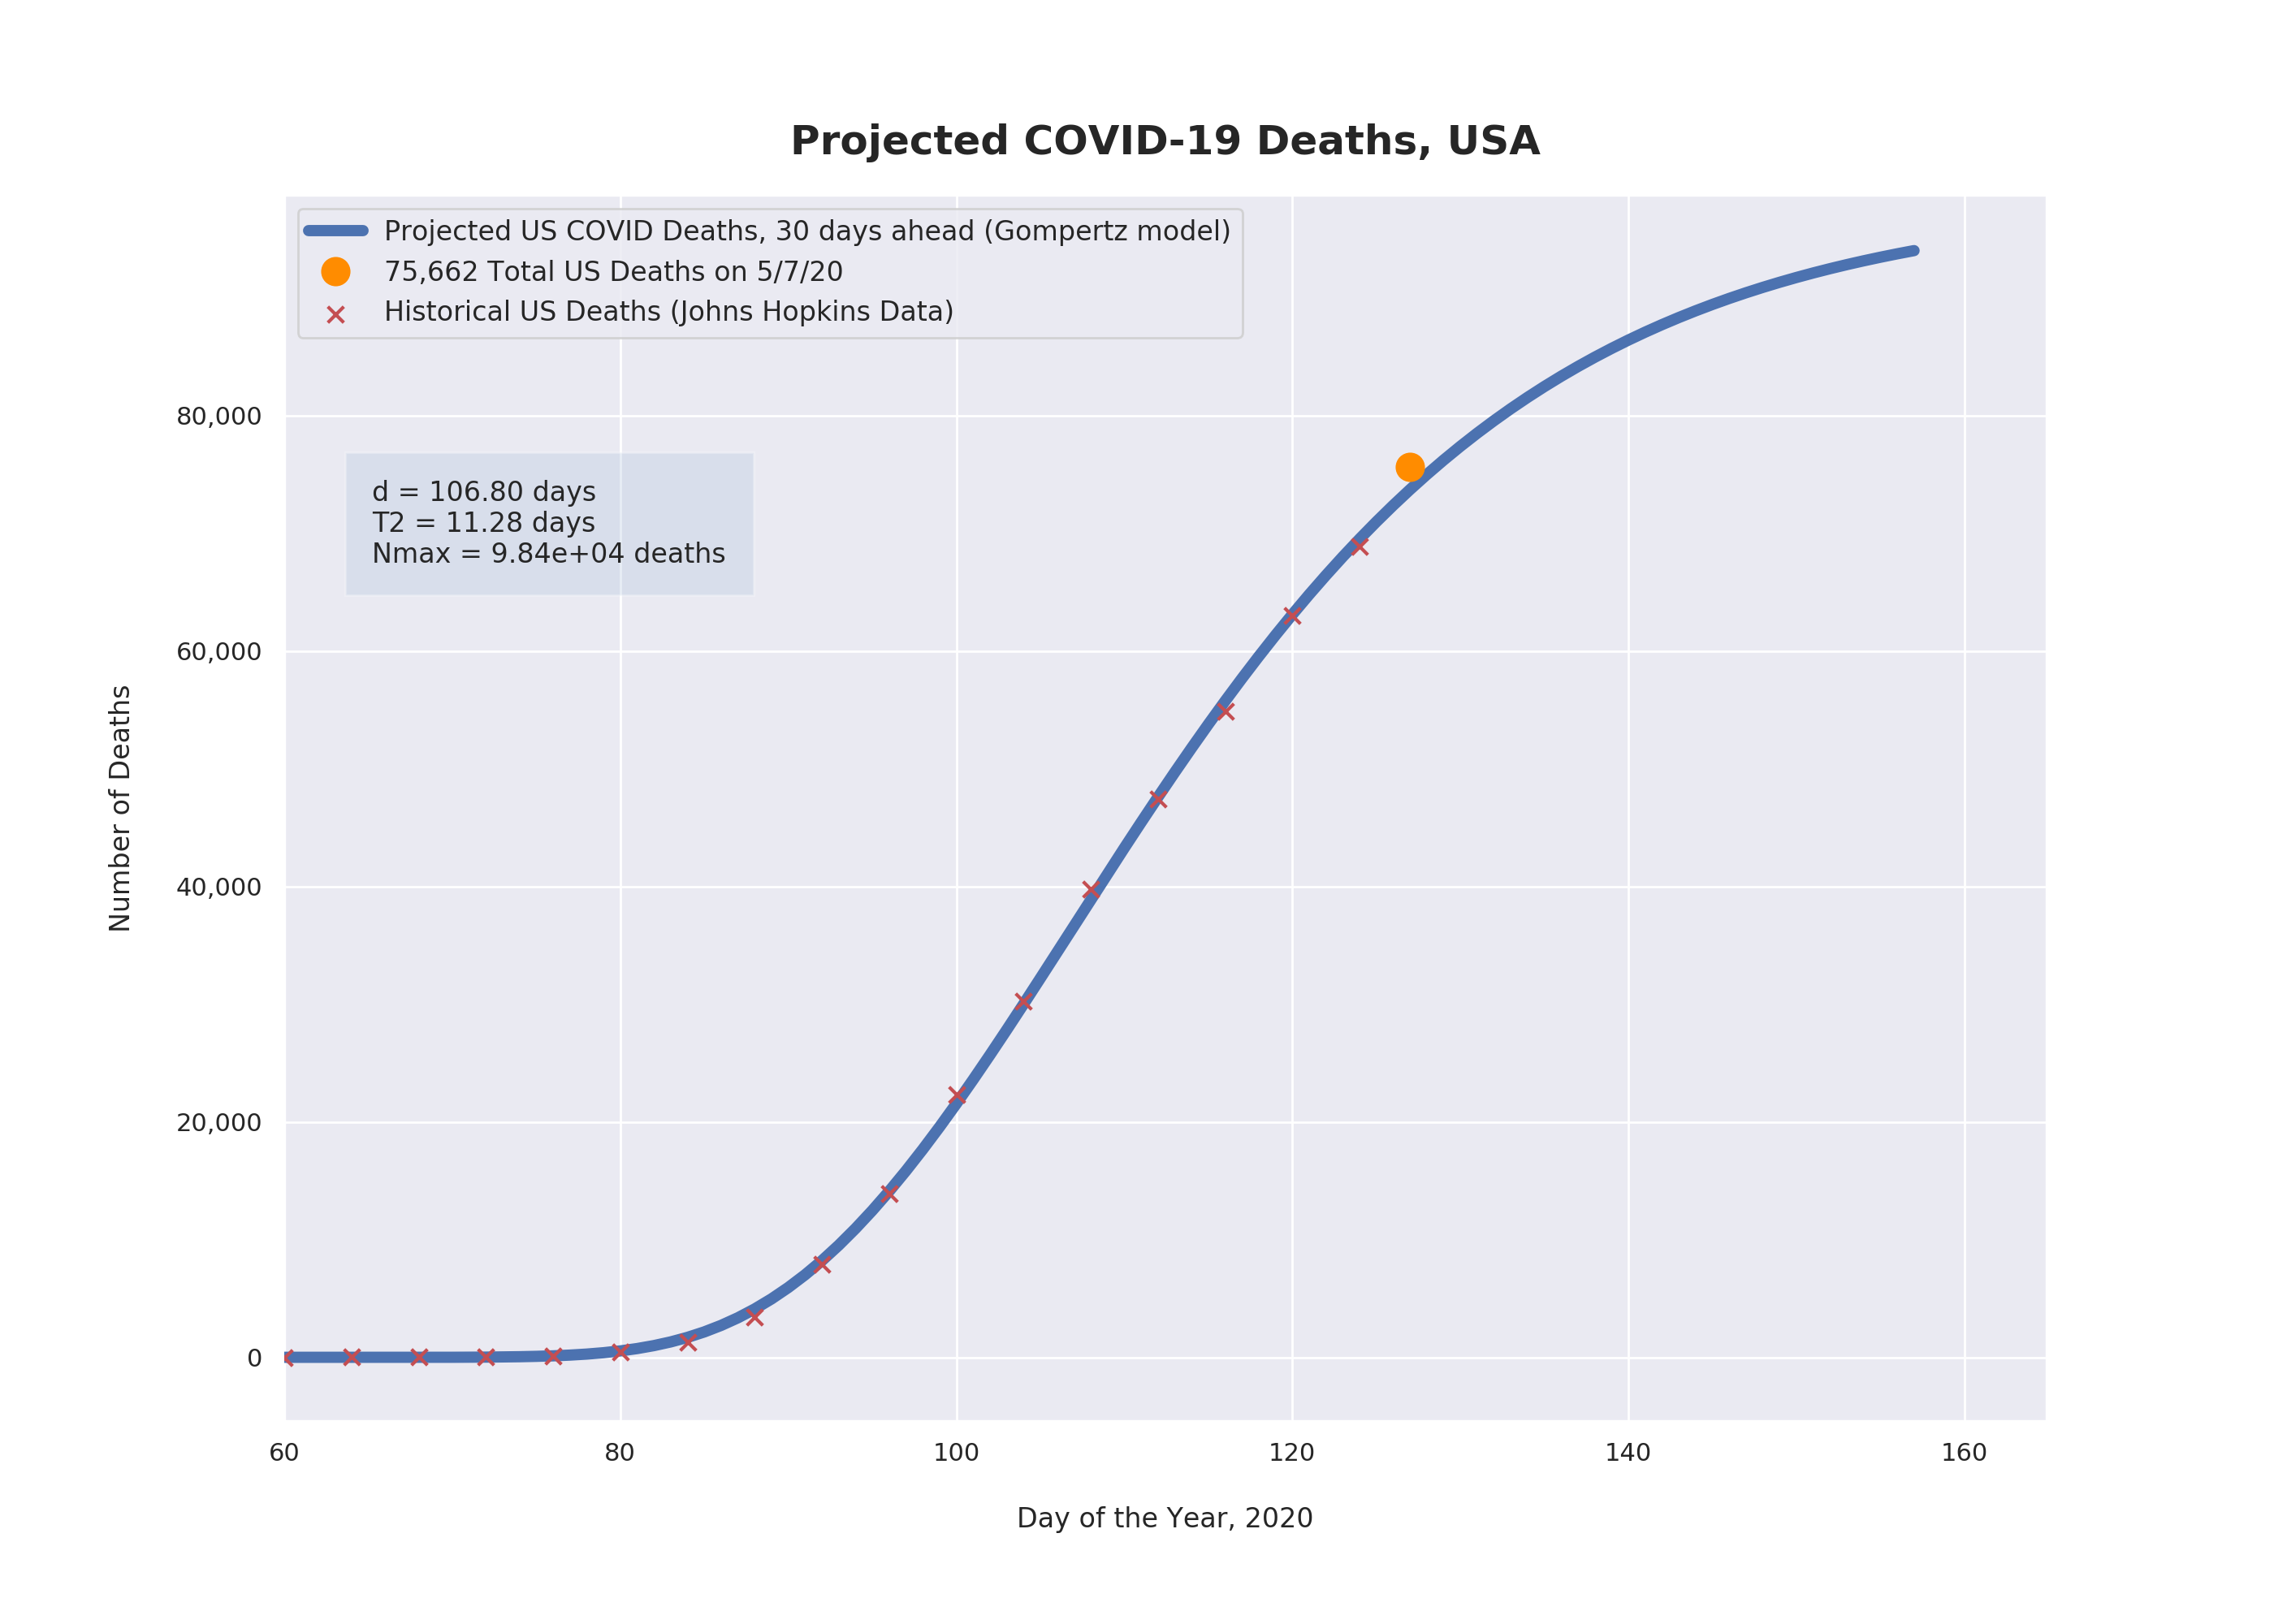 Projected COVID-19 Deaths, USA
Projected US COVID Deaths, 30 days ahead (Gompertz model)
75,662 Total US Deaths on 5/7/20
Historical US Deaths (Johns Hopkins Data)
80,000
d = 106.80 days
T2 = 11.28 days
Nmax = 9.84e+04 deaths
60,000
Number of Deaths
40,000
20,000
0
60 80 100 120 140 160
Day of the Year, 2020